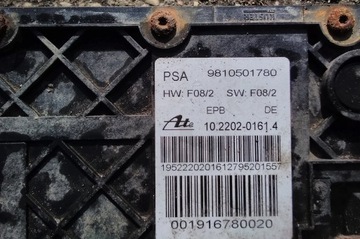 PSA 9810501780
HW: F08/2 SW: F08/2
EPB DE
Ate 10.2202-0161.4
19522202016127952015​57
001916780020